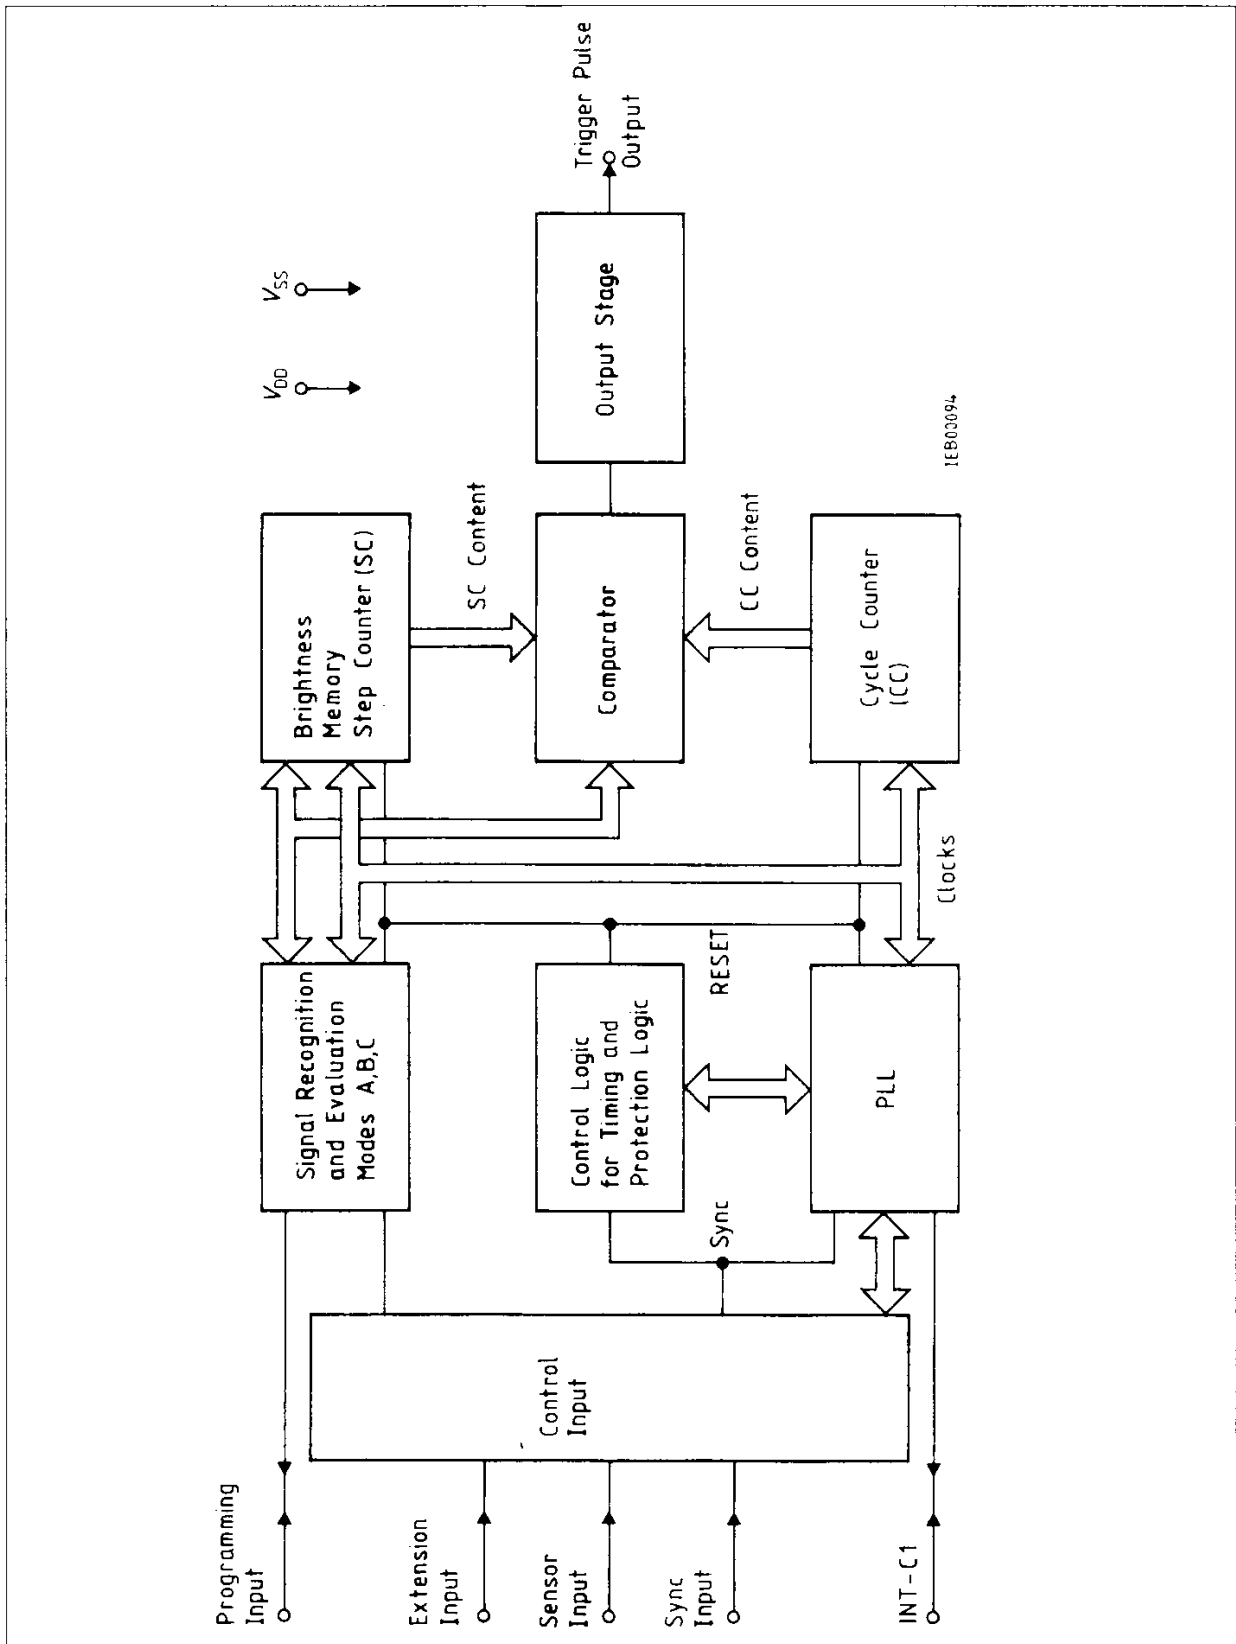 Programming
Input
Extension
Input
Sensor
Input
Sync
Input
INT-C1
Control
Input
Signal Recognition
and Evaluation
Modes A,B,C
Control Logic
for Timing and
Protection Logic
Sync
PLL
RESET
Clocks
Brightness
Memory
Step Counter (SC)
SC Content
Comparator
CC Content
Cycle Counter
(CC)
VDD
VSS
Output Stage
Trigger Pulse
Output
IEB00094